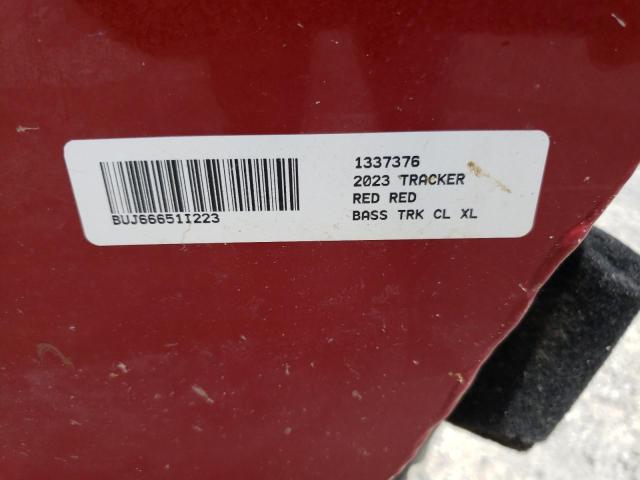 BUJ66651I223
1337376
2023 TRACKER
RED RED
BASS TRK CL XL